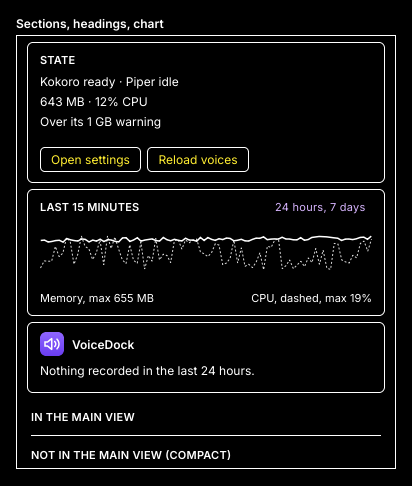 Sections, headings, chart
STATE
Kokoro ready · Piper idle
643 MB · 12% CPU
Over its 1 GB warning
Open settings Reload voices
LAST 15 MINUTES 24 hours, 7 days
Memory, max 655 MB CPU, dashed, max 19%
VoiceDock
Nothing recorded in the last 24 hours.
IN THE MAIN VIEW
NOT IN THE MAIN VIEW (COMPACT)